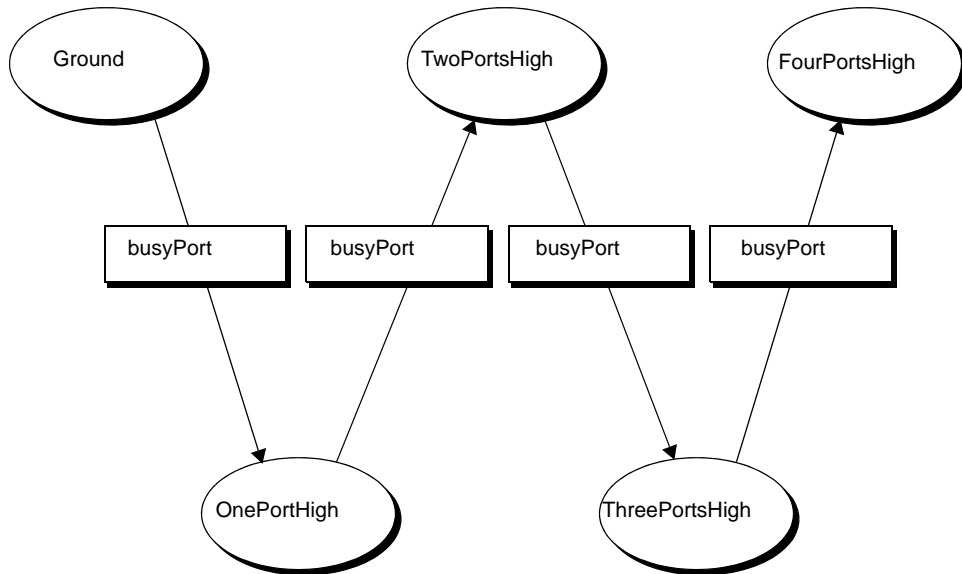 Ground
TwoPortsHigh
FourPortsHigh
busyPort
busyPort
busyPort
busyPort
OnePortHigh
ThreePortsHigh